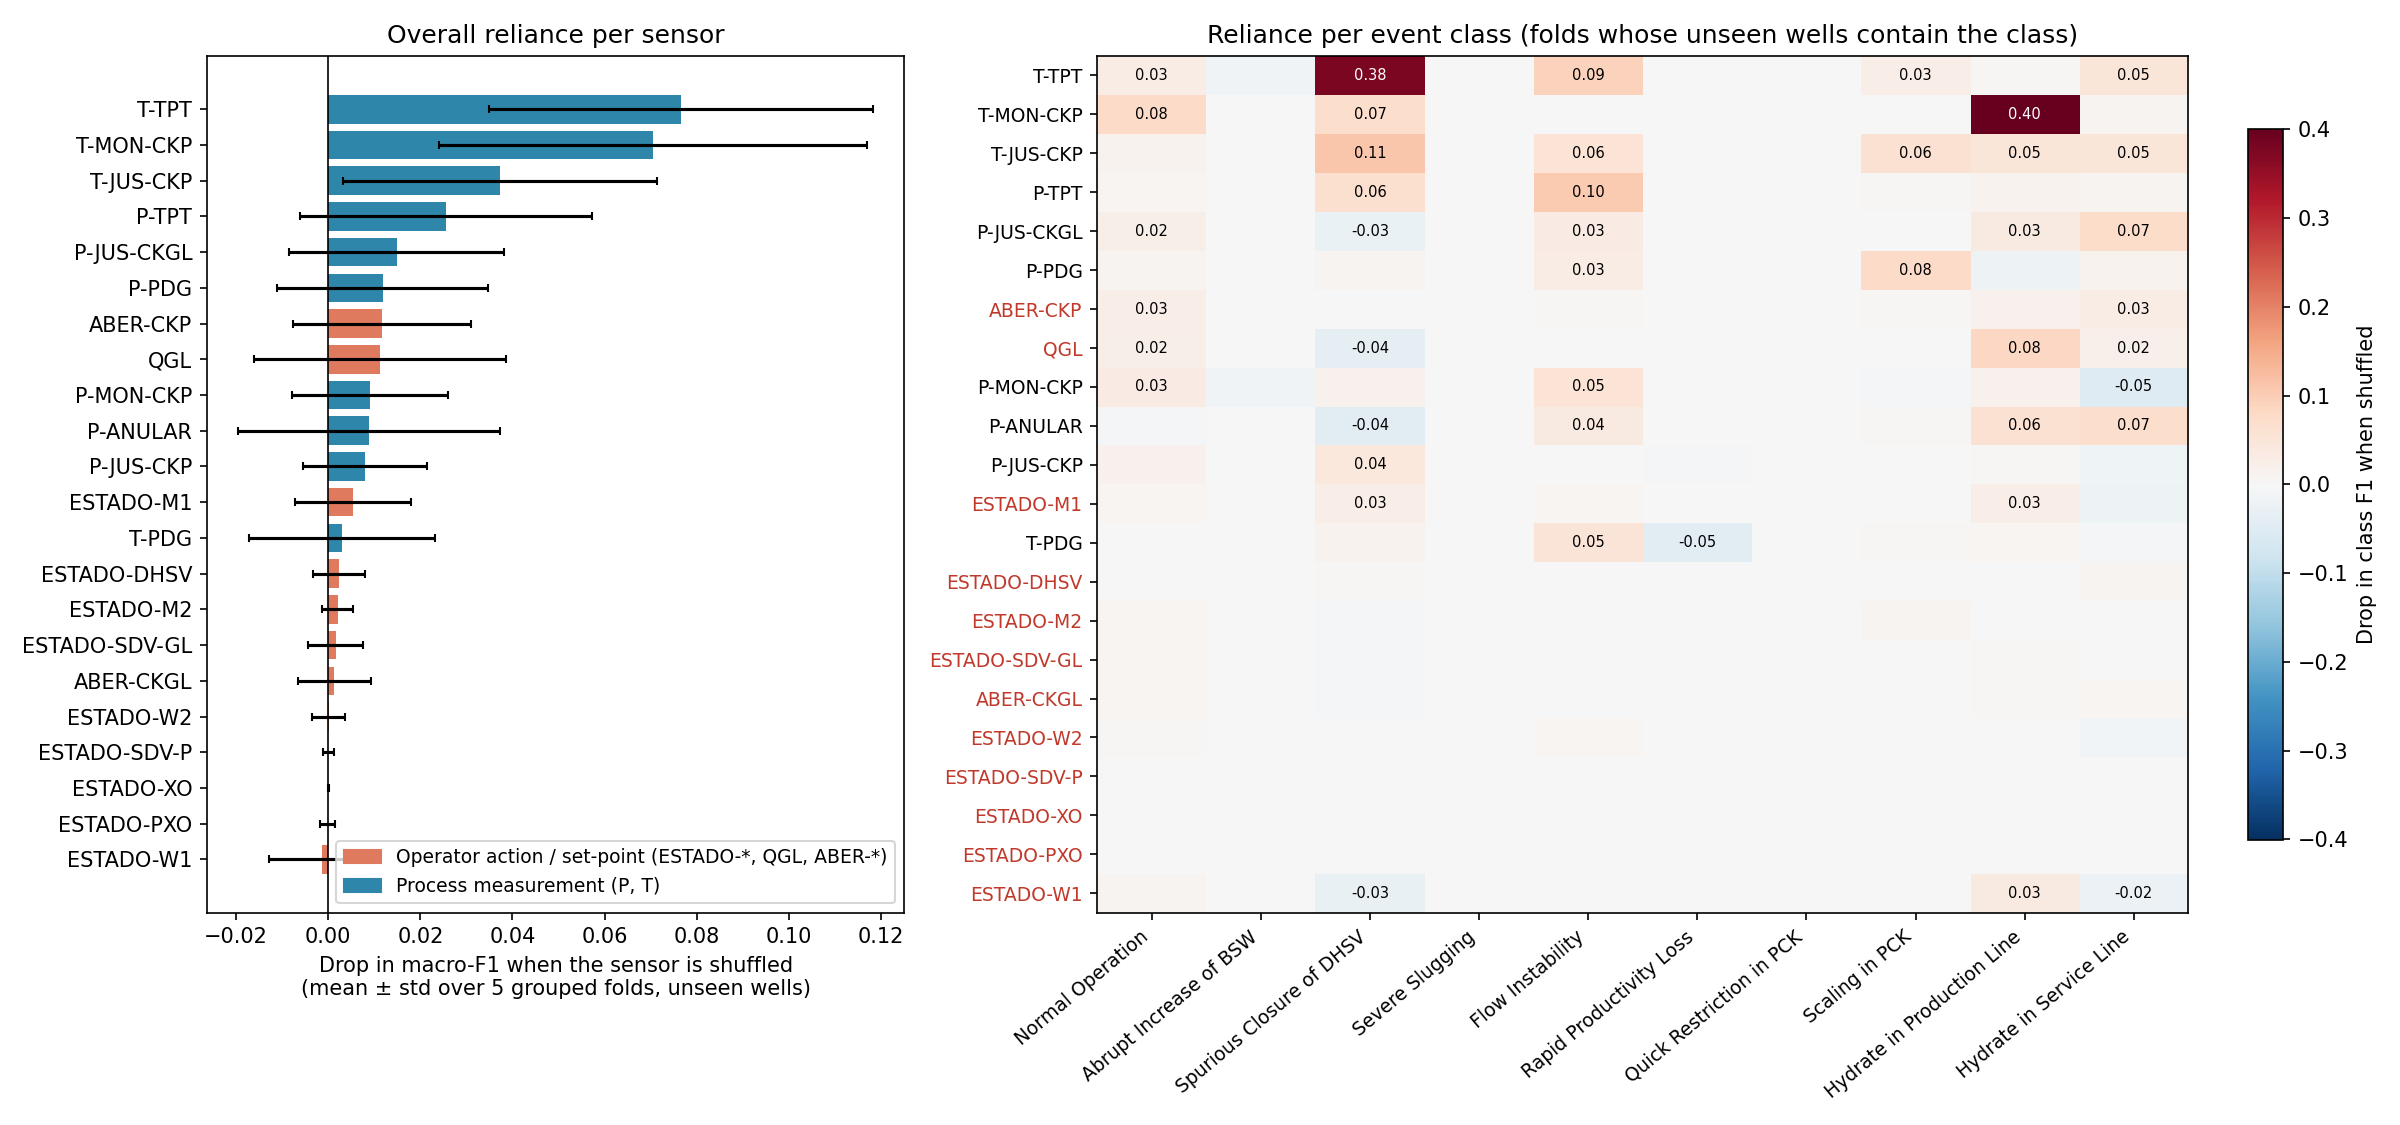 Overall reliance per sensor
T-TPT
T-MON-CKP
T-JUS-CKP
P-TPT
P-JUS-CKGL
P-PDG
ABER-CKP
QGL
P-MON-CKP
P-ANULAR
P-JUS-CKP
ESTADO-M1
T-PDG
ESTADO-DHSV
ESTADO-M2
ESTADO-SDV-GL
ABER-CKGL
ESTADO-W2
ESTADO-SDV-P
ESTADO-XO
ESTADO-PXO
ESTADO-W1
Operator action / set-point (ESTADO-*, QGL, ABER-*)
Process measurement (P, T)
−0.02 0.00 0.02 0.04 0.06 0.08 0.10 0.12
Drop in macro-F1 when the sensor is shuffled
(mean ± std over 5 grouped folds, unseen wells)
Reliance per event class (folds whose unseen wells contain the class)
T-TPT 0.03 0.38 0.09 0.03 0.05
T-MON-CKP 0.08 0.07 0.40
T-JUS-CKP 0.11 0.06 0.06 0.05 0.05
P-TPT 0.06 0.10
P-JUS-CKGL 0.02 -0.03 0.03 0.03 0.07
P-PDG 0.03 0.08
ABER-CKP 0.03 0.03
QGL 0.02 -0.04 0.08 0.02
P-MON-CKP 0.03 0.05 -0.05
P-ANULAR -0.04 0.04 0.06 0.07
P-JUS-CKP 0.04
ESTADO-M1 0.03 0.03
T-PDG 0.05 -0.05
ESTADO-DHSV
ESTADO-M2
ESTADO-SDV-GL
ABER-CKGL
ESTADO-W2
ESTADO-SDV-P
ESTADO-XO
ESTADO-PXO
ESTADO-W1 -0.03 0.03 -0.02
Normal Operation
Abrupt Increase of BSW
Spurious Closure of DHSV
Severe Slugging
Flow Instability
Rapid Productivity Loss
Quick Restriction in PCK
Scaling in PCK
Hydrate in Production Line
Hydrate in Service Line
0.4
0.3
0.2
0.1
0.0
−0.1
−0.2
−0.3
−0.4
Drop in class F1 when shuffled